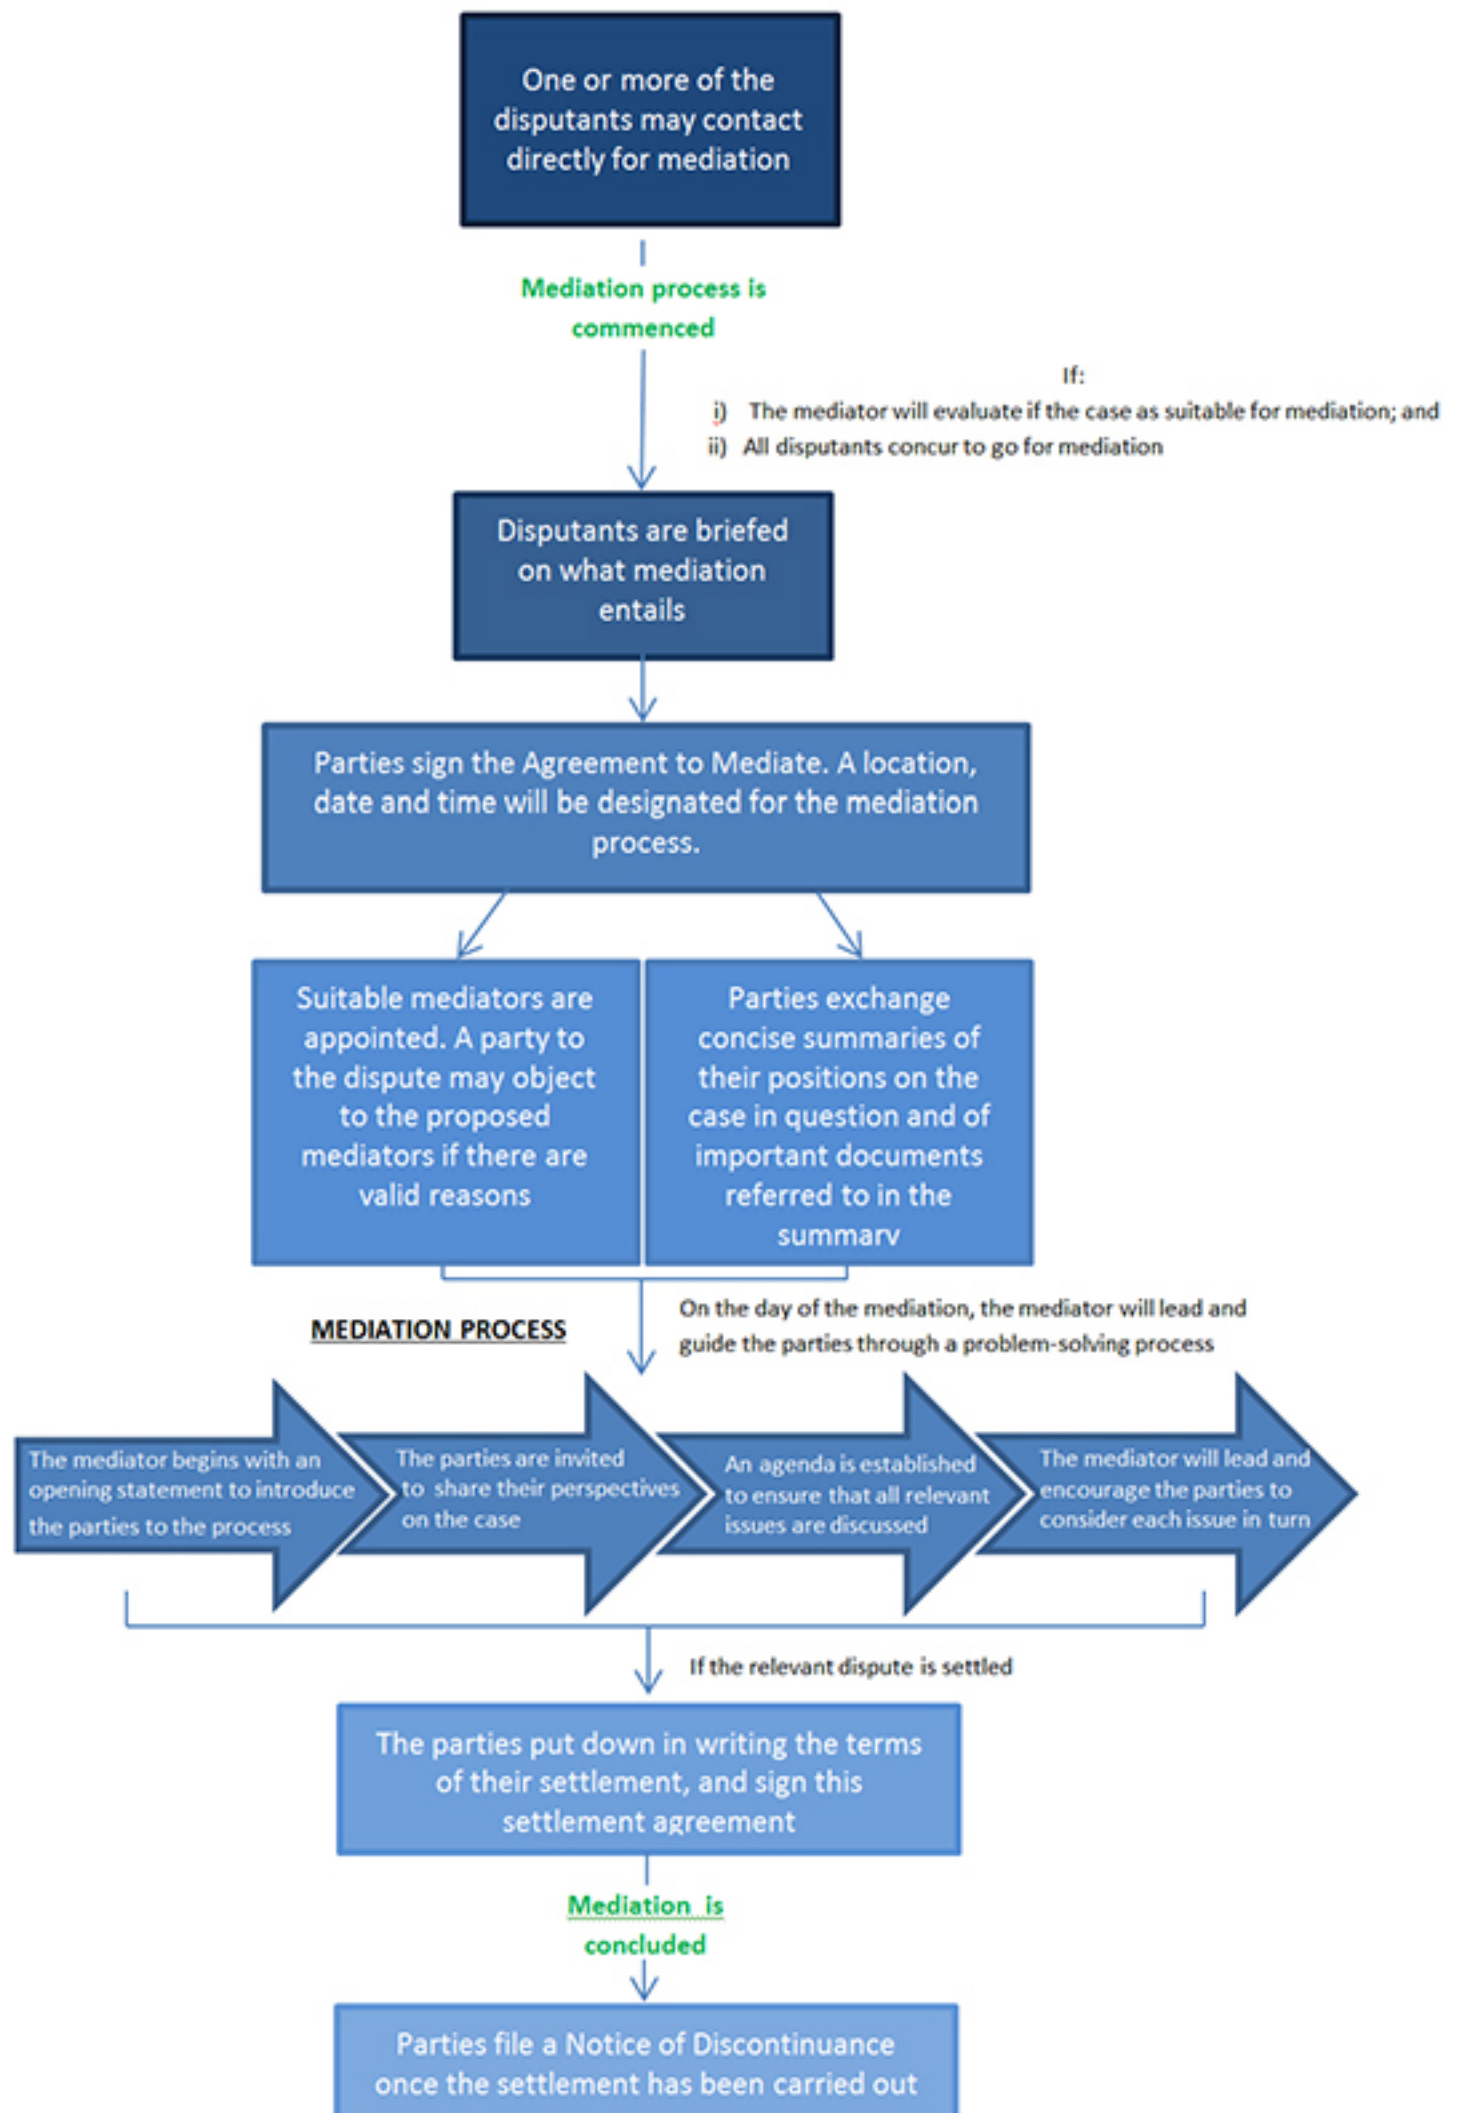 One or more of the
disputants may contact
directly for mediation
Mediation process is
commenced
If:
i) The mediator will evaluate if the case as suitable for mediation; and
ii) All disputants concur to go for mediation
Disputants are briefed
on what mediation
entails
Parties sign the Agreement to Mediate. A location,
date and time will be designated for the mediation
process.
Suitable mediators are
appointed. A party to
the dispute may object
to the proposed
mediators if there are
valid reasons
Parties exchange
concise summaries of
their positions on the
case in question and of
important documents
referred to in the
summary
On the day of the mediation, the mediator will lead and
guide the parties through a problem-solving process
MEDIATION PROCESS
The mediator begins with an
opening statement to introduce
the parties to the process
The parties are invited
to share their perspectives
on the case
An agenda is established
to ensure that all relevant
issues are discussed
The mediator will lead and
encourage the parties to
consider each issue in turn
If the relevant dispute is settled
The parties put down in writing the terms
of their settlement, and sign this
settlement agreement
Mediation is
concluded
Parties file a Notice of Discontinuance
once the settlement has been carried out